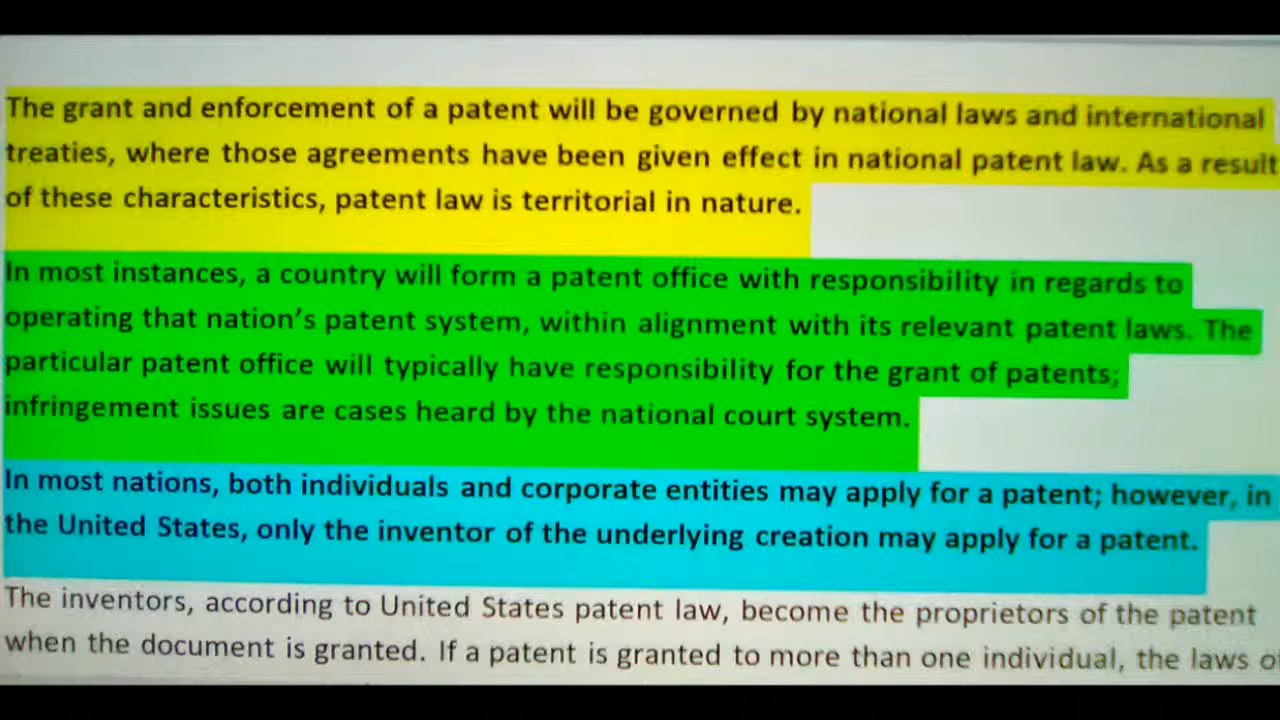 The grant and enforcement of a patent will be governed by national laws and international
treaties, where those agreements have been given effect in national patent law. As a result
of these characteristics, patent law is territorial in nature.
In most instances, a country will form a patent office with responsibility in regards to
operating that nation's patent system, within alignment with its relevant patent laws. The
particular patent office will typically have responsibility for the grant of patents;
infringement issues are cases heard by the national court system.
In most nations, both individuals and corporate entities may apply for a patent; however, in
the United States, only the inventor of the underlying creation may apply for a patent.
The inventors, according to United States patent law, become the proprietors of the patent
when the document is granted. If a patent is granted to more than one individual, the laws of